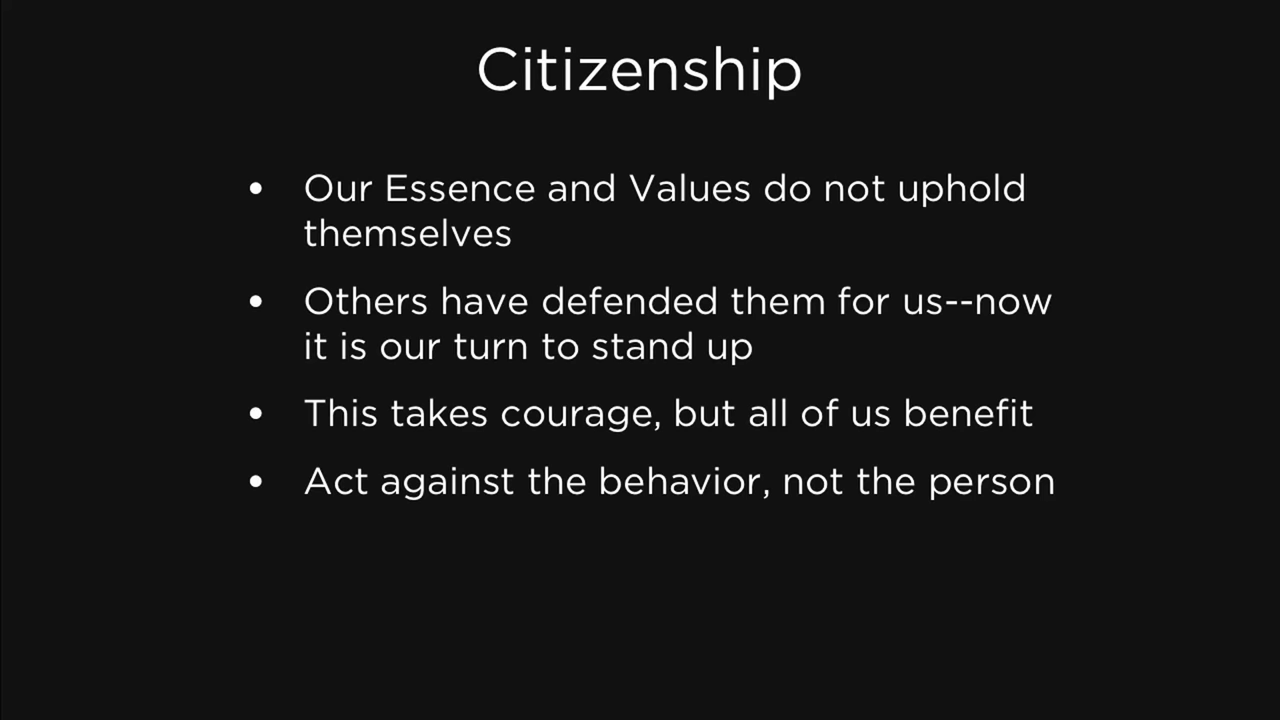 Citizenship
• Our Essence and Values do not uphold
themselves
• Others have defended them for us--now
it is our turn to stand up
• This takes courage, but all of us benefit
• Act against the behavior, not the person